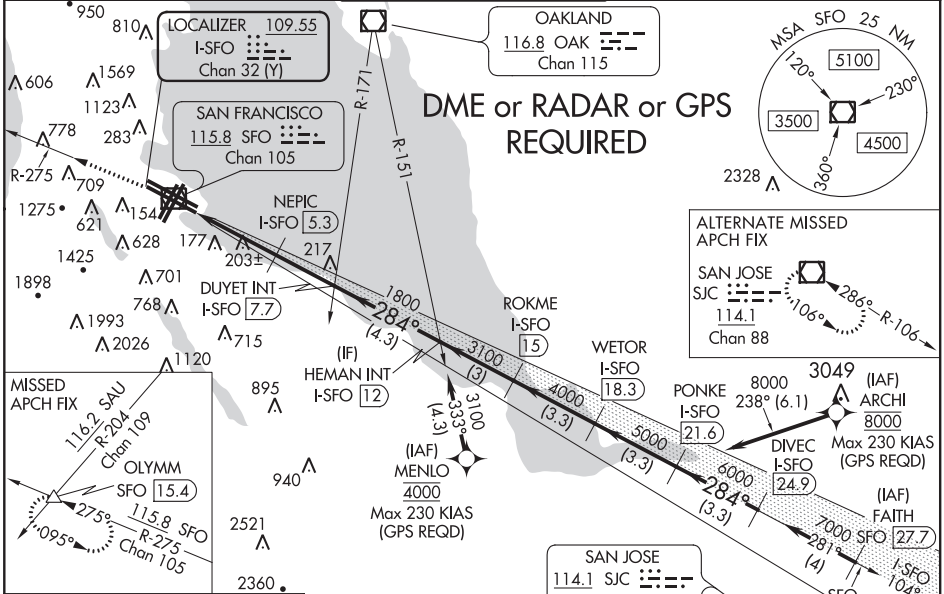 950
810
LOCALIZER 109.55
I-SFO
Chan 32 (Y)
OAKLAND
116.8 OAK
Chan 115
MSA SFO 25 NM
120°
5100
230°
3500
4500
360°
DME or RADAR or GPS
REQUIRED
606
1569
1123
283
778
R-275
709
1275
621
154
628
1425
1898
701
768
1993
2026
715
1120
177
203±
217
895
940
2521
2360
2328
SAN FRANCISCO
115.8 SFO
Chan 105
R-171
R-151
NEPIC
I-SFO 5.3
DUYET INT
I-SFO 7.7
1800
284°
(4.3)
(IF)
HEMAN INT
I-SFO 12
3100
(3)
ROKME
I-SFO
15
4000
(3.3)
WETOR
I-SFO
18.3
5000
(3.3)
PONKE
I-SFO
21.6
6000
284°
(3.3)
DIVEC
I-SFO
24.9
7000
281°
(4)
(IAF)
FAITH
SFO 27.7
I-SFO
104°
SFO
8000
238° (6.1)
3049
(IAF)
ARCHI
8000
Max 230 KIAS
(GPS REQD)
3100
333°
(4.3)
(IAF)
MENLO
4000
Max 230 KIAS
(GPS REQD)
ALTERNATE MISSED
APCH FIX
SAN JOSE
SJC
114.1
Chan 88
286°
R-106
106°
MISSED
APCH FIX
116.2 SAU
R-204
Chan 109
OLYMM
SFO 15.4
275°
115.8 SFO
R-275
Chan 105
095°
SAN JOSE
114.1 SJC